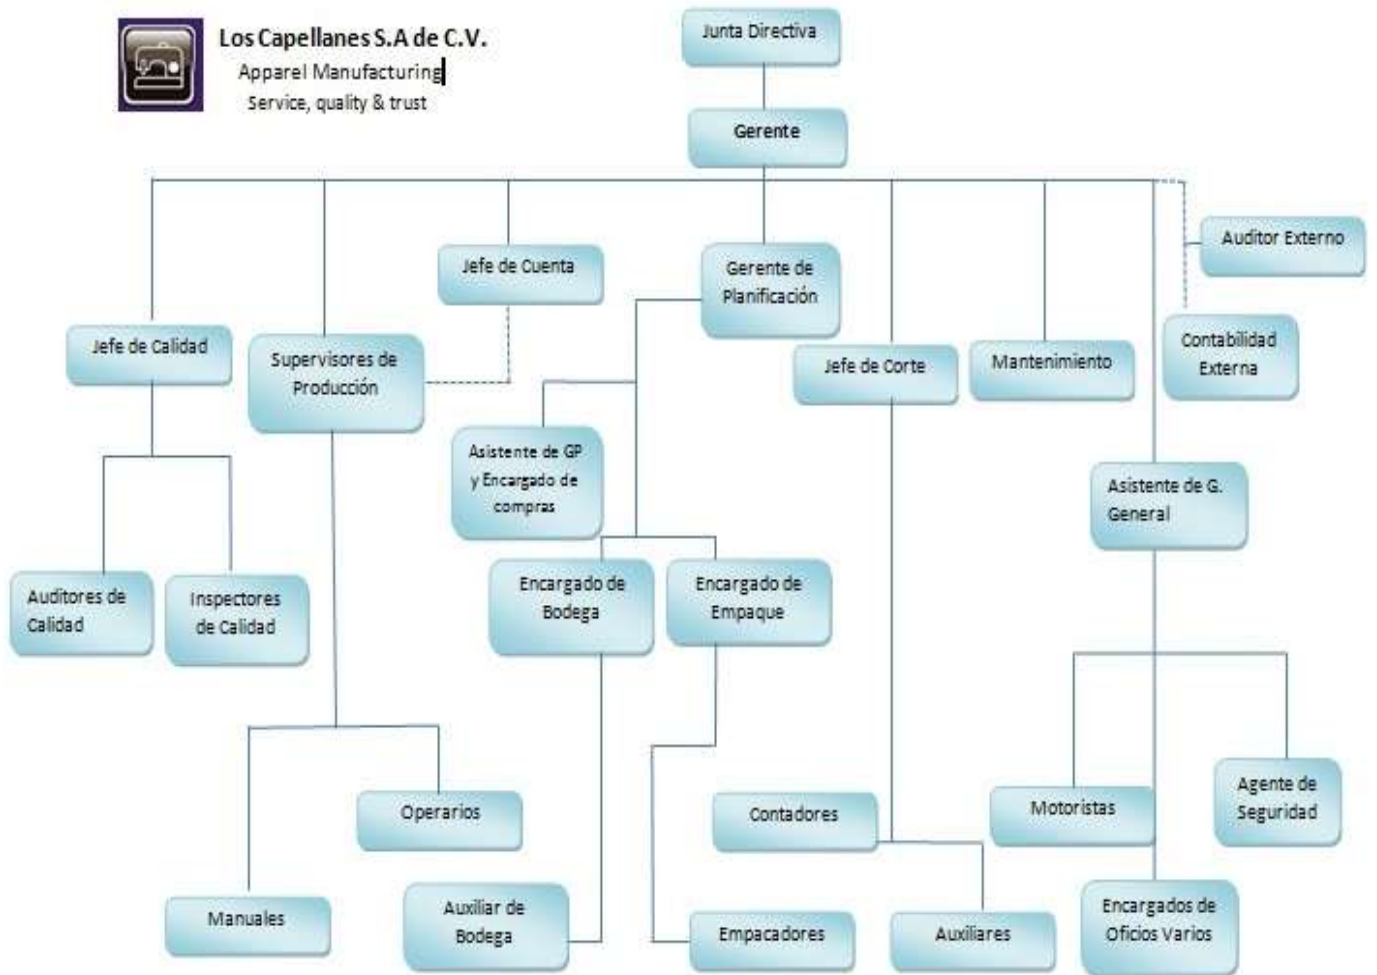 Los Capellanes S.A de C.V.
Apparel Manufacturing
Service, quality & trust
Junta Directiva
Gerente
Auditor Externo
Jefe de Cuenta
Gerente de
Planificación
Jefe de Calidad
Supervisores de
Producción
Jefe de Corte
Mantenimiento
Contabilidad
Externa
Asistente de GP
y Encargado de
compras
Asistente de G.
General
Auditores de
Calidad
Inspectores
de Calidad
Encargado de
Bodega
Encargado de
Empaque
Operarios
Contadores
Motoristas
Agente de
Seguridad
Manuales
Auxiliar de
Bodega
Empacadores
Auxiliares
Encargados de
Oficios Varios